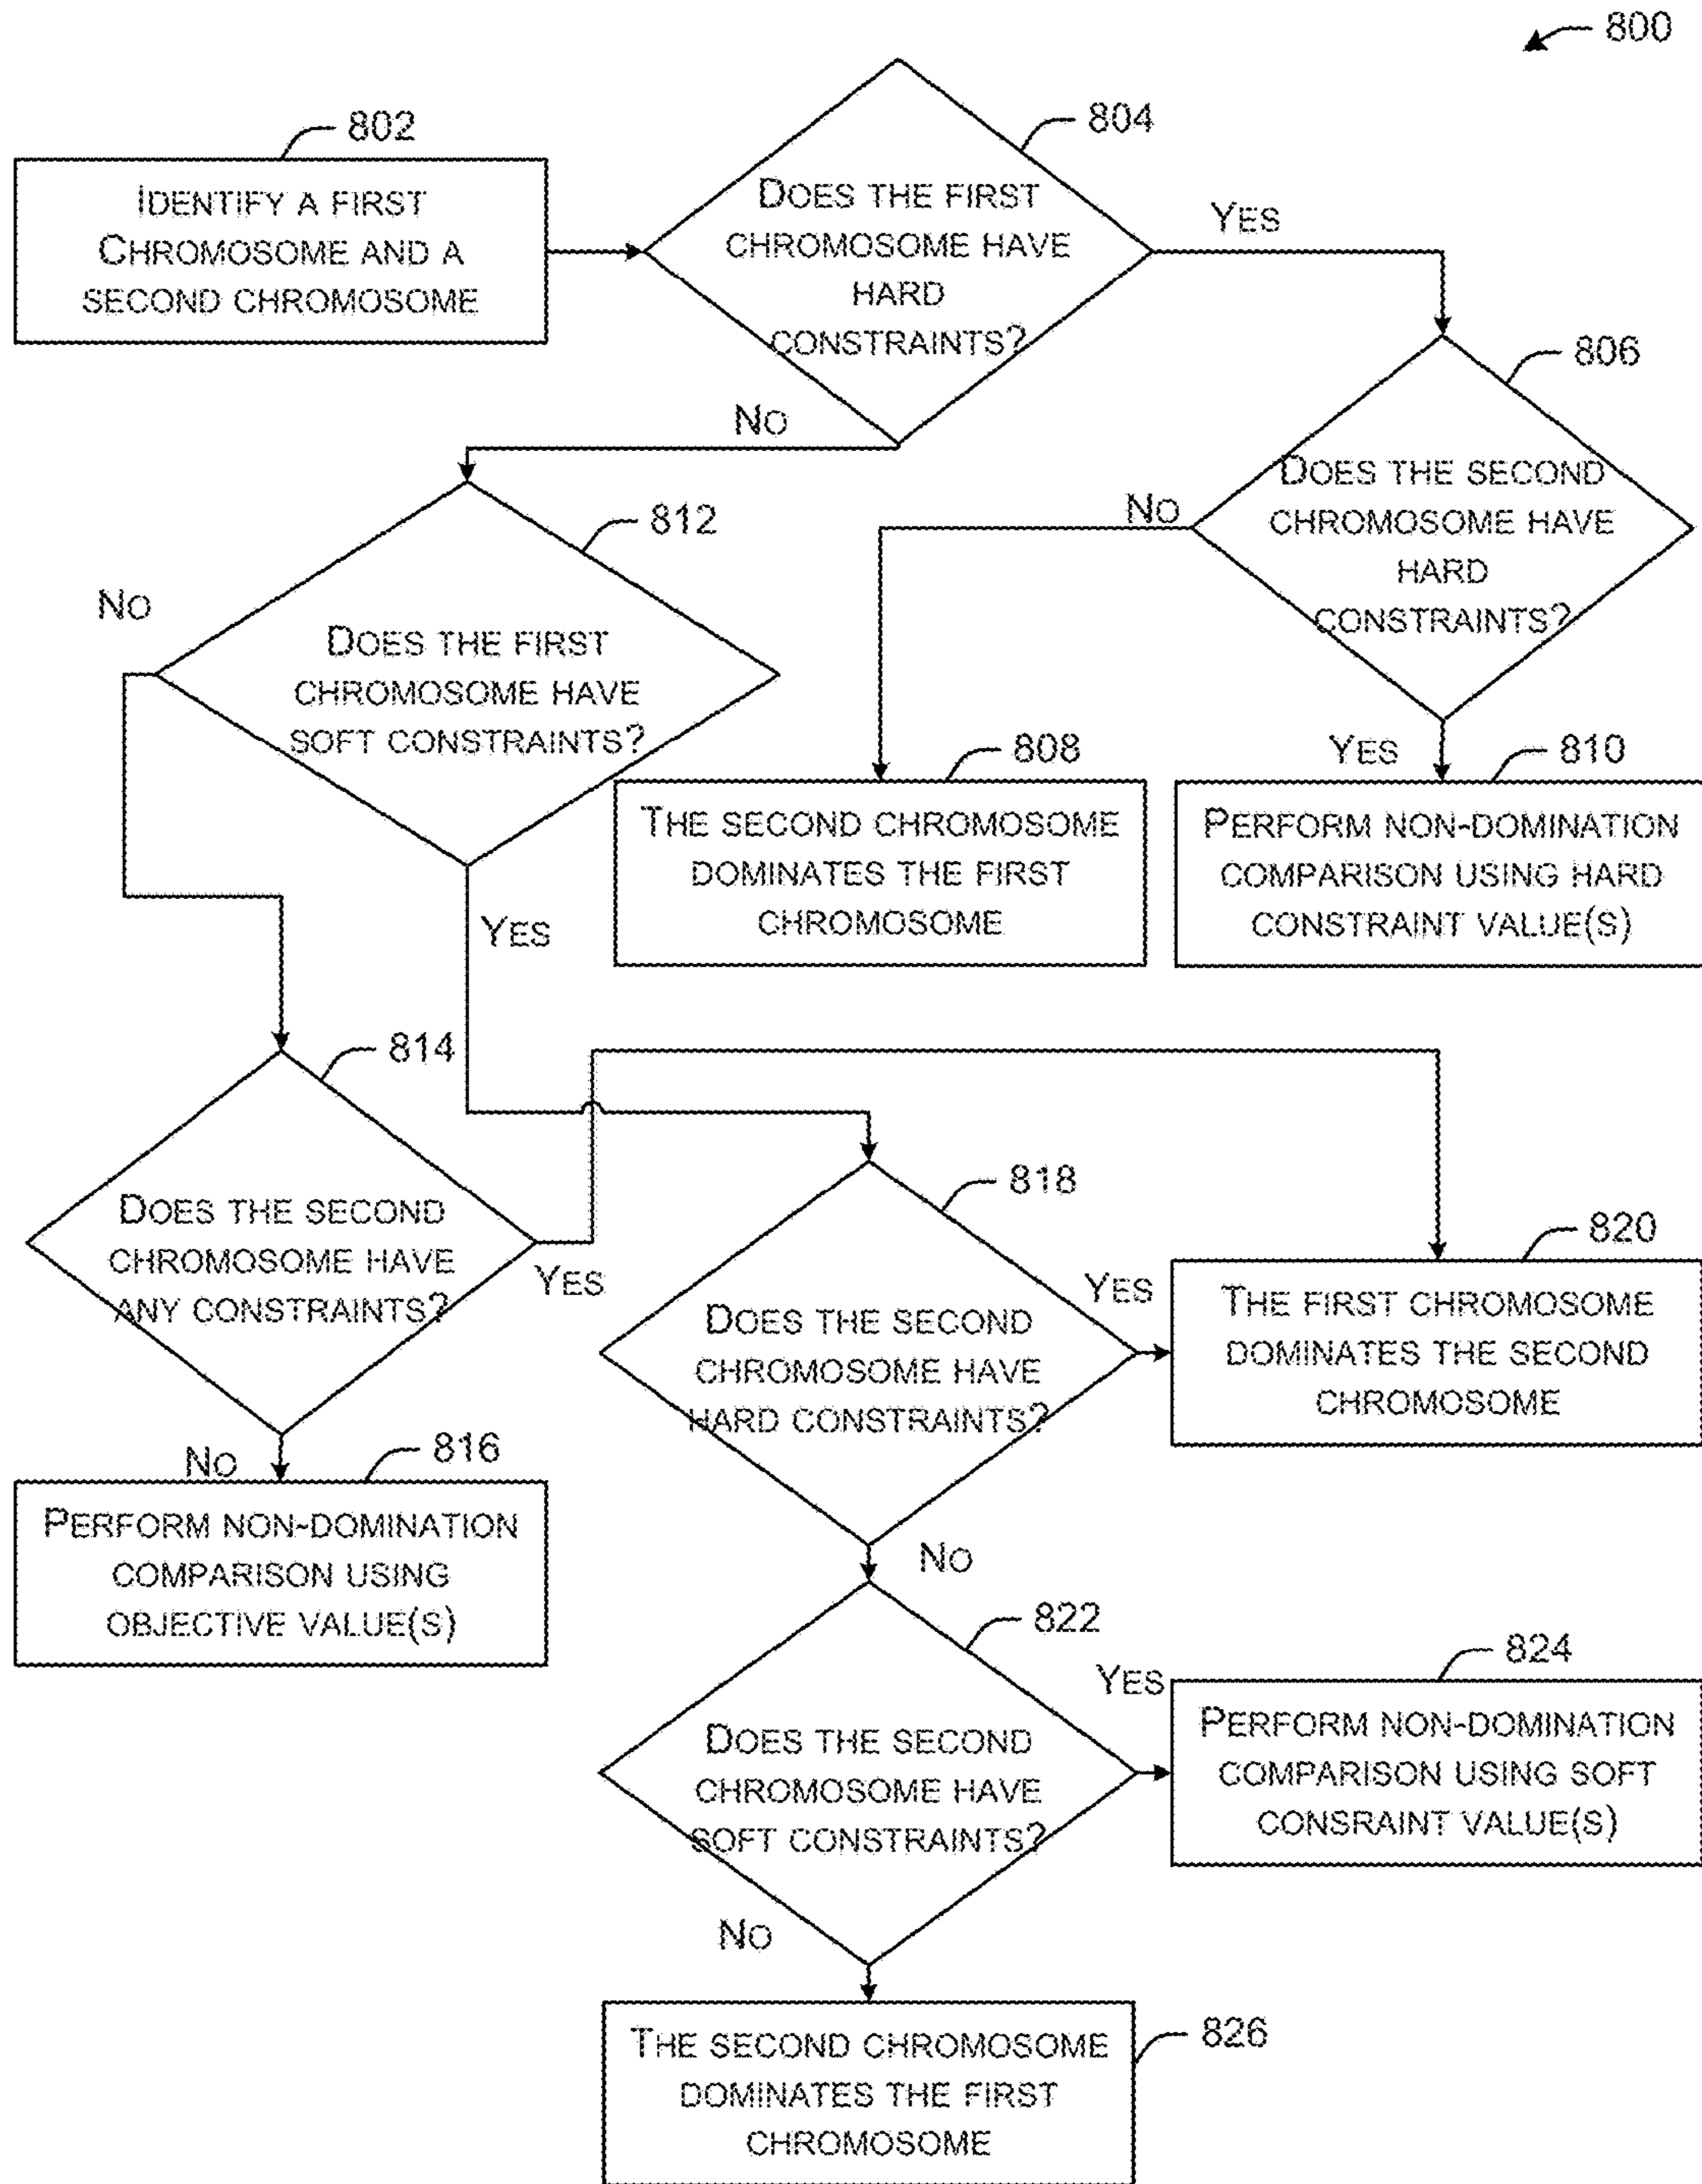 800
802
IDENTIFY A FIRST
CHROMOSOME AND A
SECOND CHROMOSOME
804
DOES THE FIRST
CHROMOSOME HAVE
HARD
CONSTRAINTS?
YES
NO
806
DOES THE SECOND
CHROMOSOME HAVE
HARD
CONSTRAINTS?
NO
YES
812
DOES THE FIRST
CHROMOSOME HAVE
SOFT CONSTRAINTS?
NO
YES
808
THE SECOND CHROMOSOME
DOMINATES THE FIRST
CHROMOSOME
810
PERFORM NON-DOMINATION
COMPARISON USING HARD
CONSTRAINT VALUE(S)
814
DOES THE SECOND
CHROMOSOME HAVE
ANY CONSTRAINTS?
YES
NO
816
PERFORM NON-DOMINATION
COMPARISON USING
OBJECTIVE VALUE(S)
818
DOES THE SECOND
CHROMOSOME HAVE
HARD CONSTRAINTS?
YES
NO
820
THE FIRST CHROMOSOME
DOMINATES THE SECOND
CHROMOSOME
822
DOES THE SECOND
CHROMOSOME HAVE
SOFT CONSTRAINTS?
YES
NO
824
PERFORM NON-DOMINATION
COMPARISON USING SOFT
CONSRAINT VALUE(S)
826
THE SECOND CHROMOSOME
DOMINATES THE FIRST
CHROMOSOME